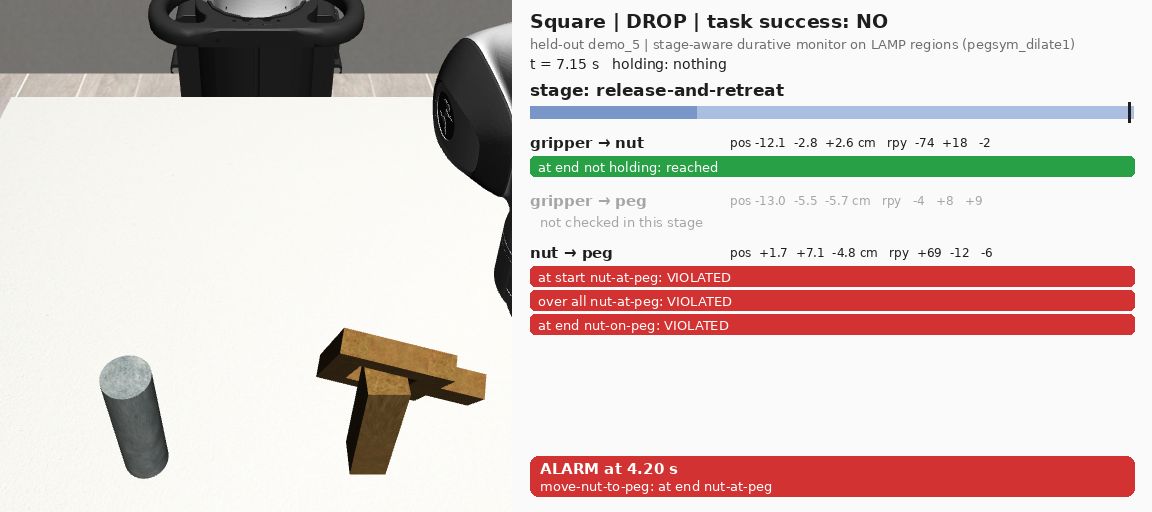 Square | DROP | task success: NO
held-out demo_5 | stage-aware durative monitor on LAMP regions (pegsym_dilate1)
t = 7.15 s   holding: nothing
stage: release-and-retreat
gripper → nut   pos -12.1  -2.8  +2.6 cm   rpy  -74  +18   -2
at end not holding: reached
gripper → peg   pos -13.0  -5.5  -5.7 cm   rpy   -4   +8   +9
not checked in this stage
nut → peg   pos  +1.7  +7.1  -4.8 cm   rpy  +69  -12   -6
at start nut-at-peg: VIOLATED
over all nut-at-peg: VIOLATED
at end nut-on-peg: VIOLATED
ALARM at 4.20 s
move-nut-to-peg: at end nut-at-peg